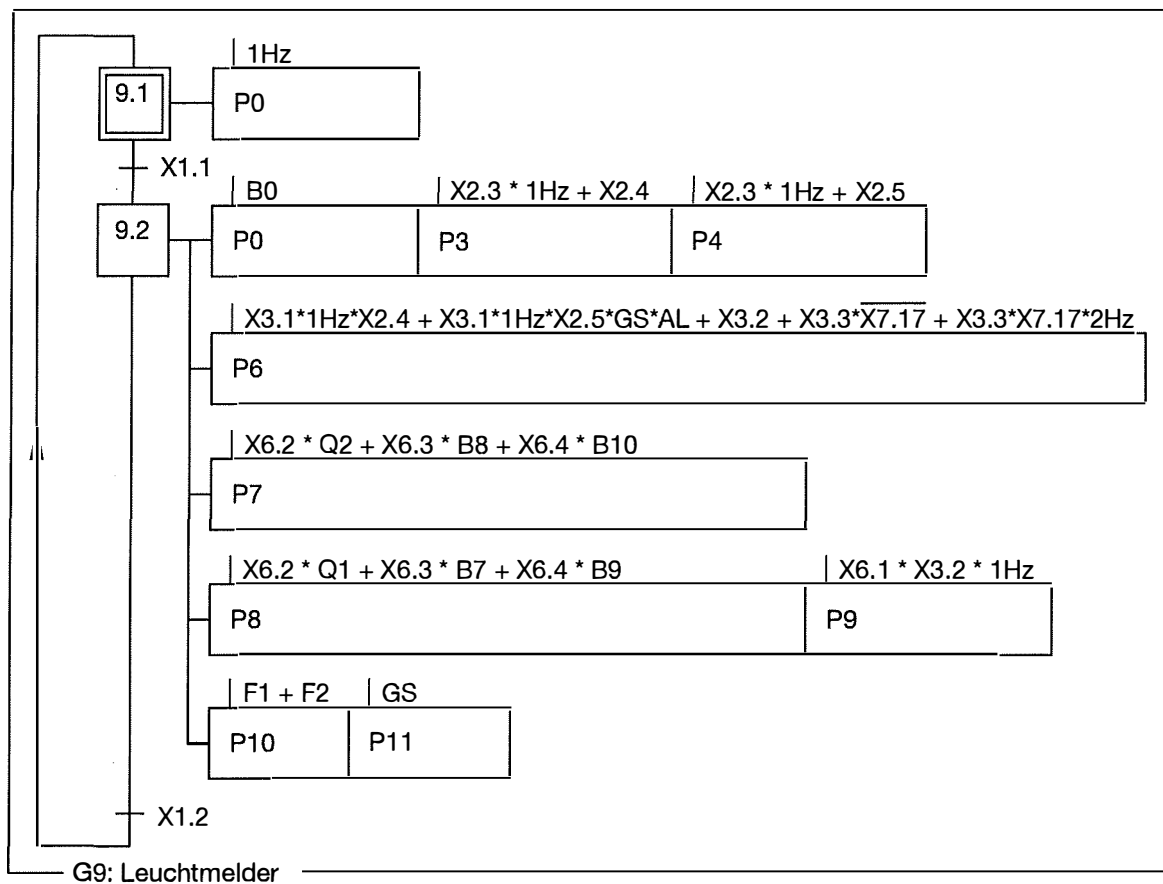 1Hz
9.1 P0
X1.1
B0 X2.3 * 1Hz + X2.4 X2.3 * 1Hz + X2.5
9.2 P0 P3 P4
X3.1*1Hz*X2.4 + X3.1*1Hz*X2.5*GS*AL + X3.2 + X3.3*X̅7̅.̅1̅7̅ + X3.3*X7.17*2Hz
P6
X6.2 * Q2 + X6.3 * B8 + X6.4 * B10
P7
X6.2 * Q1 + X6.3 * B7 + X6.4 * B9 X6.1 * X3.2 * 1Hz
P8 P9
F1 + F2 GS
P10 P11
X1.2
G9: Leuchtmelder